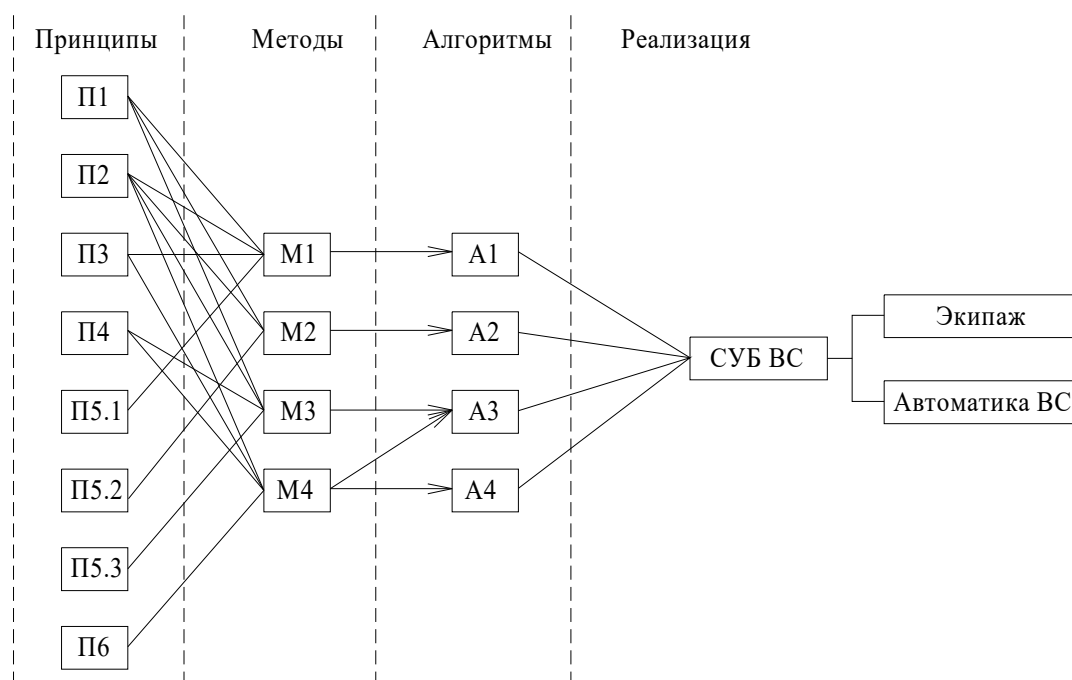 Принципы Методы Алгоритмы Реализация
П1
П2
П3 М1 А1
Экипаж
П4 М2 А2
СУБ ВС
П5.1 М3 А3 Автоматика ВС
П5.2 М4 А4
П5.3
П6